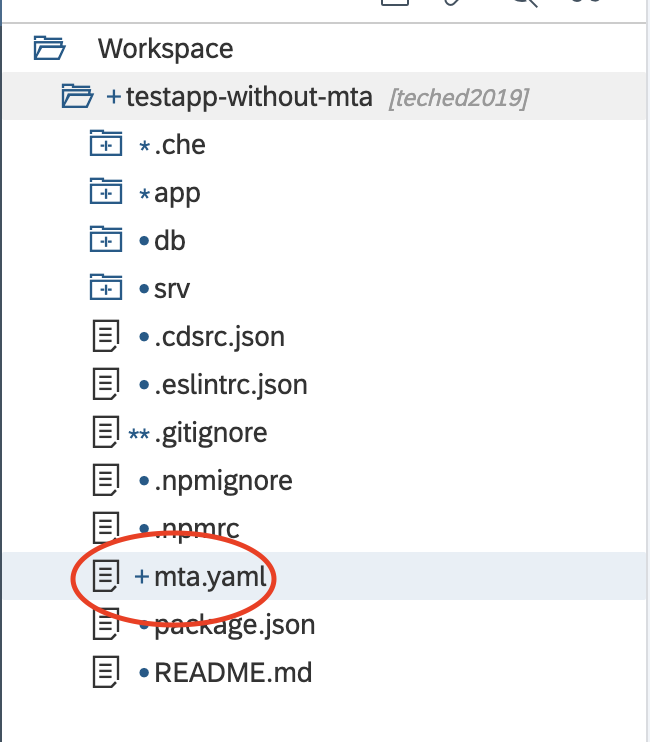 Workspace
+testapp-without-mta [teched2019]
*.che
*app
•db
•srv
•.cdsrc.json
•.eslintrc.json
**.gitignore
•.npmignore
•.npmrc
+mta.yaml
•package.json
•README.md